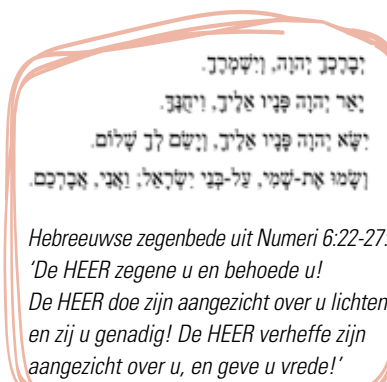 יְבָרֶכְךָ יְהוָה, וְיִשְׁמְרֶךָ.
יָאֵר יְהוָה פָּנָיו אֵלֶיךָ, וִיחֻנֶּךָּ.
יִשָּׂא יְהוָה פָּנָיו אֵלֶיךָ, וְיָשֵׂם לְךָ שָׁלוֹם.
וְשָׂמוּ אֶת-שְׁמִי, עַל-בְּנֵי יִשְׂרָאֵל; וַאֲנִי, אֲבָרְכֵם.
Hebreeuwse zegenbede uit Numeri 6:22-27:
‘De HEER zegene u en behoede u!
De HEER doe zijn aangezicht over u lichten
en zij u genadig! De HEER verheffe zijn
aangezicht over u, en geve u vrede!’